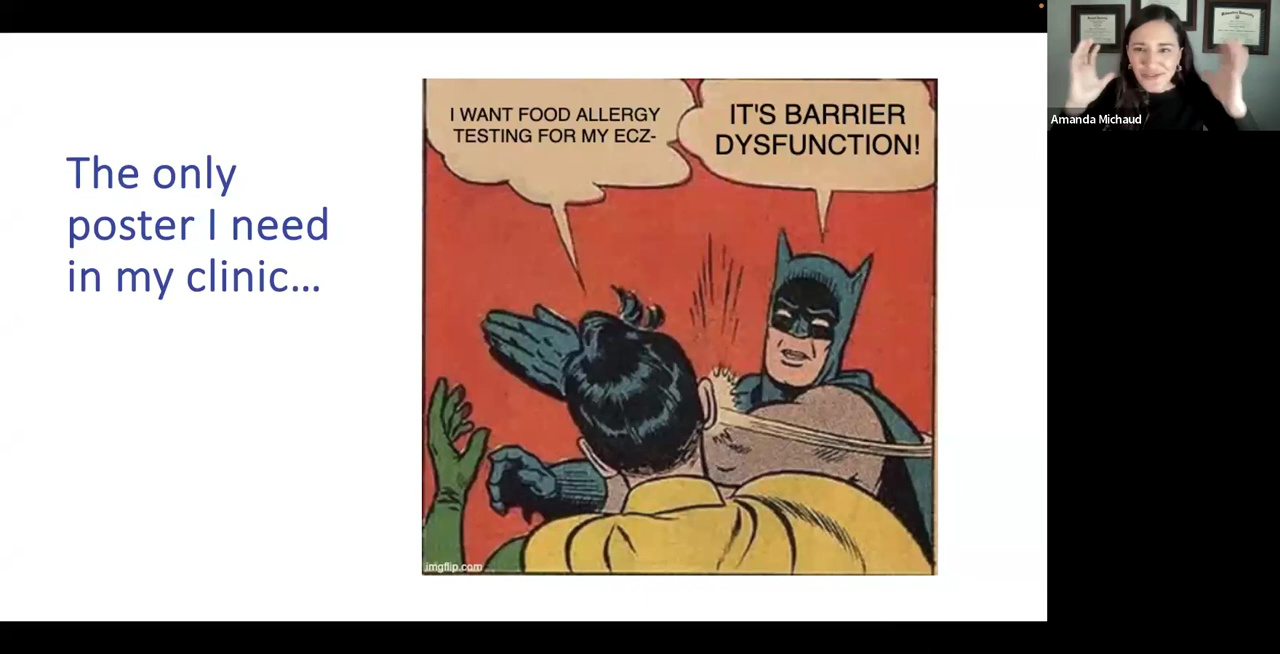 The only
poster I need
in my clinic...
I WANT FOOD ALLERGY
TESTING FOR MY ECZ-
IT'S BARRIER
DYSFUNCTION!
imgflip.com
Amanda Michaud